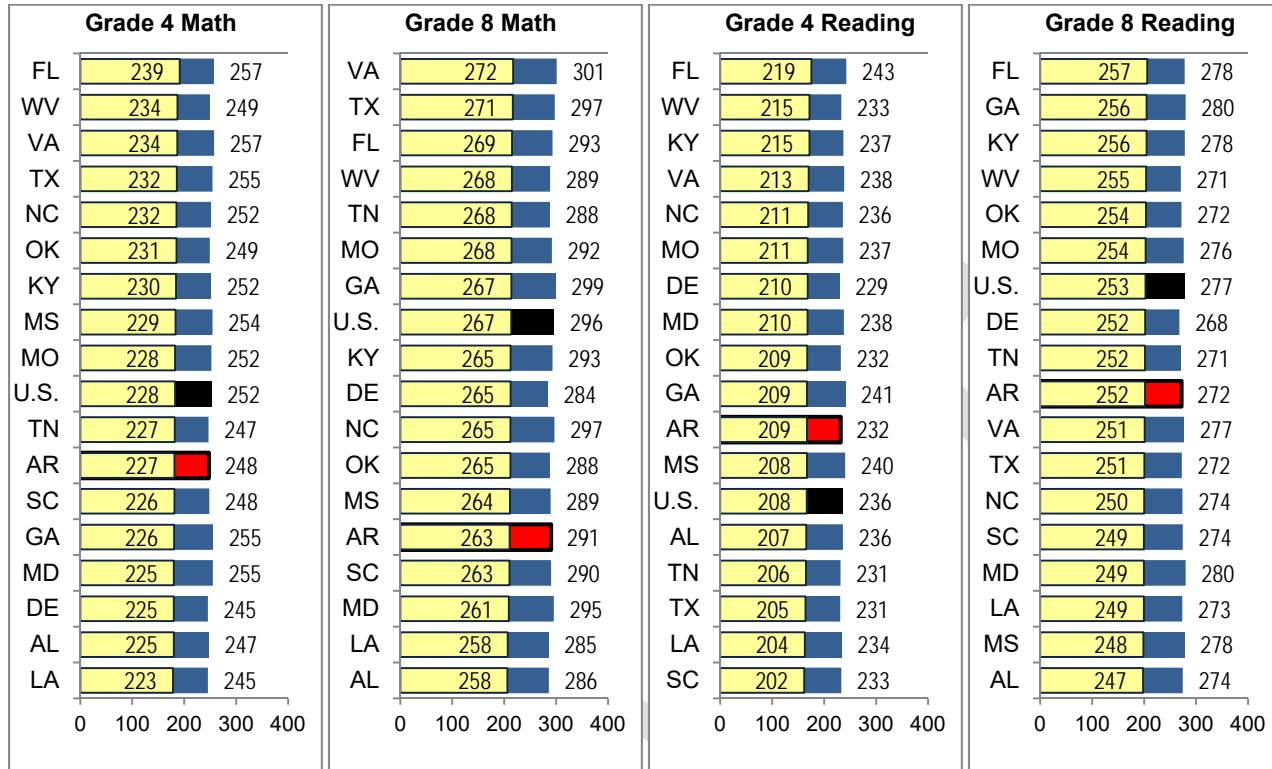 Grade 4 Math
FL 239 257
WV 234 249
VA 234 257
TX 232 255
NC 232 252
OK 231 249
KY 230 252
MS 229 254
MO 228 252
U.S. 228 252
TN 227 247
AR 227 248
SC 226 248
GA 226 255
MD 225 255
DE 225 245
AL 225 247
LA 223 245
0 100 200 300 400
Grade 8 Math
VA 272 301
TX 271 297
FL 269 293
WV 268 289
TN 268 288
MO 268 292
GA 267 299
U.S. 267 296
KY 265 293
DE 265 284
NC 265 297
OK 265 288
MS 264 289
AR 263 291
SC 263 290
MD 261 295
LA 258 285
AL 258 286
0 100 200 300 400
Grade 4 Reading
FL 219 243
WV 215 233
KY 215 237
VA 213 238
NC 211 236
MO 211 237
DE 210 229
MD 210 238
OK 209 232
GA 209 241
AR 209 232
MS 208 240
U.S. 208 236
AL 207 236
TN 206 231
TX 205 231
LA 204 234
SC 202 233
0 100 200 300 400
Grade 8 Reading
FL 257 278
GA 256 280
KY 256 278
WV 255 271
OK 254 272
MO 254 276
U.S. 253 277
DE 252 268
TN 252 271
AR 252 272
VA 251 277
TX 251 272
NC 250 274
SC 249 274
MD 249 280
LA 249 273
MS 248 278
AL 247 274
0 100 200 300 400